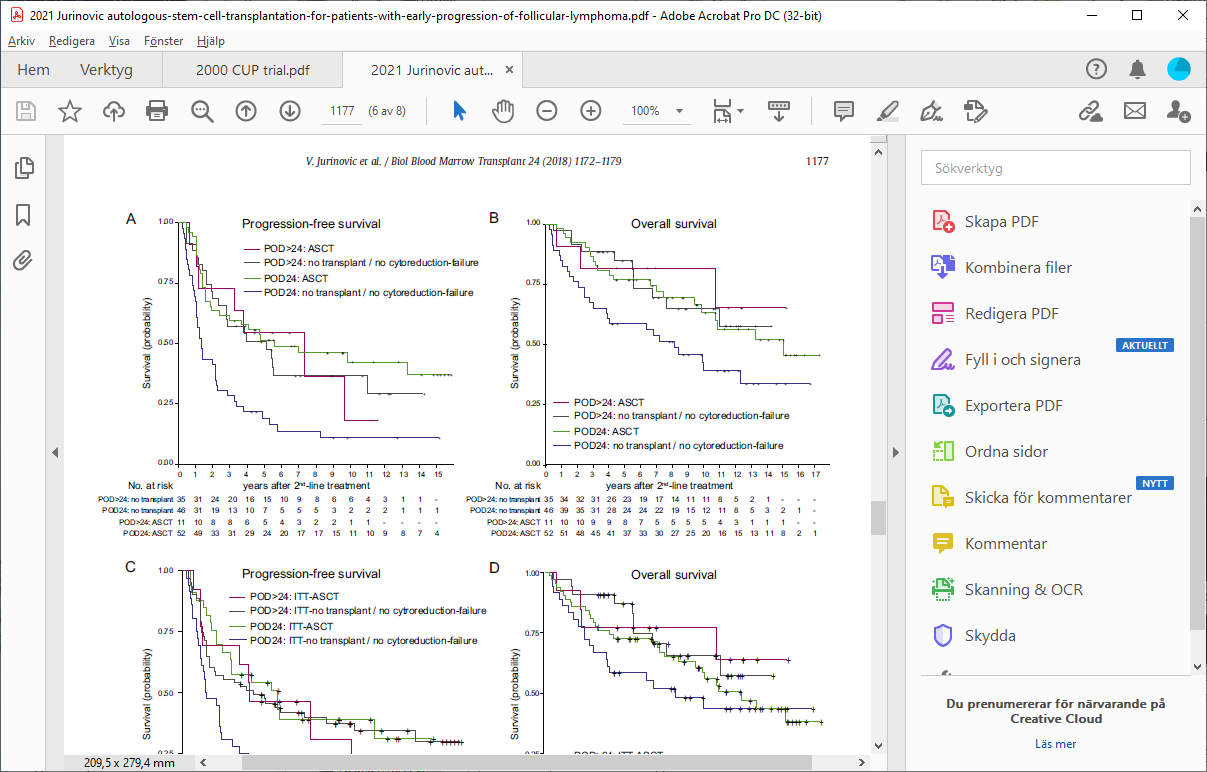 2021 Jurinovic autologous-stem-cell-transplantation-for-patients-with-early-progression-of-follicular-lymphoma.pdf - Adobe Acrobat Pro DC (32-bit)
Arkiv Redigera Visa Fönster Hjälp
Hem Verktyg 2000 CUP trial.pdf 2021 Jurinovic aut... ×
1177 (6 av 8) 100%
V. Jurinovic et al. / Biol Blood Marrow Transplant 24 (2018) 1172–1179 1177
A Progression-free survival
POD>24: ASCT
POD>24: no transplant / no cytoreduction-failure
POD24: ASCT
POD24: no transplant / no cytoreduction-failure
Survival (probability)
1.00
0.75
0.50
0.25
0.00
0 1 2 3 4 5 6 7 8 9 10 11 12 13 14 15
No. at risk years after 2nd-line treatment
POD>24: no transplant 35 31 24 20 16 15 10 9 8 6 6 4 3 1 1 -
POD24: no transplant 46 31 19 13 10 7 5 5 5 3 2 2 2 1 1 1
POD>24: ASCT 11 10 8 8 6 5 4 3 2 2 1 1 - - - -
POD24: ASCT 52 49 33 31 29 24 20 17 17 15 11 10 9 8 7 4
B Overall survival
1.00
0.75
0.50
0.25
0.00
Survival (probability)
POD>24: ASCT
POD>24: no transplant / no cytoreduction-failure
POD24: ASCT
POD24: no transplant / no cytoreduction-failure
0 1 2 3 4 5 6 7 8 9 10 11 12 13 14 15 16 17
No. at risk years after 2nd-line treatment
POD>24: no transplant 35 34 32 31 26 23 19 17 14 11 11 8 5 2 1 - - -
POD24: no transplant 46 39 35 31 28 24 24 22 19 15 12 11 8 5 3 2 1 -
POD>24: ASCT 11 10 10 9 9 8 7 5 5 5 5 4 3 1 1 1 - -
POD24: ASCT 52 51 48 45 41 37 33 30 27 25 20 16 15 13 11 8 2 1
C Progression-free survival
POD>24: ITT-ASCT
POD>24: ITT-no transplant / no cytroreduction-failure
POD24: ITT-ASCT
POD24: ITT-no transplant / no cytoreduction-failure
1.00
0.75
0.50
0.25
Survival (probability)
D Overall survival
1.00
0.75
0.50
0.25
Survival (probability)
POD>24: ITT-ASCT
209,5 x 279,4 mm
Sökverktyg
Skapa PDF
Kombinera filer
Redigera PDF
AKTUELLT
Fyll i och signera
Exportera PDF
Ordna sidor
NYTT
Skicka för kommentarer
Kommentar
Skanning & OCR
Skydda
Du prenumererar för närvarande på
Creative Cloud
Läs mer